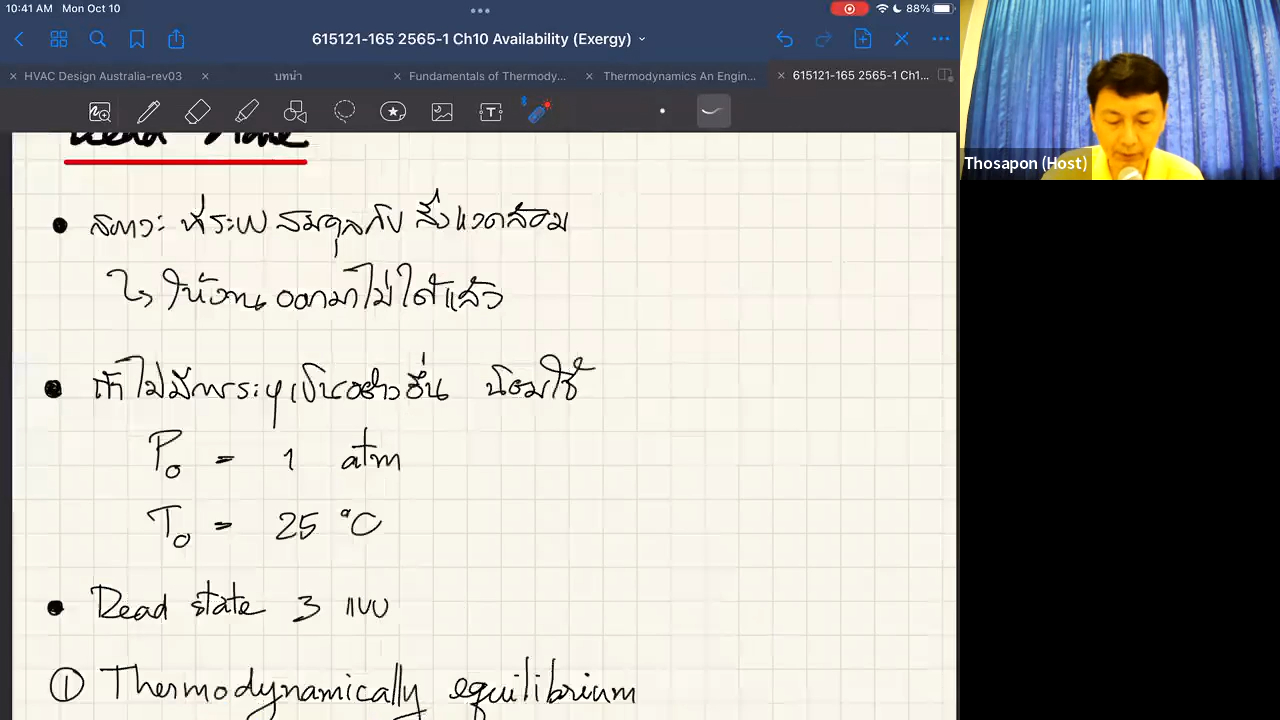 10:41 AM Mon Oct 10
88%
615121-165 2565-1 Ch10 Availability (Exergy)
HVAC Design Australia-rev03
บทนำ
Fundamentals of Thermody...
Thermodynamics An Engin...
615121-165 2565-1 Ch1...
Thosapon (Host)
Dead state
• สภาวะ ที่ระบบ สมดุลกับ สิ่งแวดล้อม
↳ ให้งาน ออกมาไม่ได้แล้ว
• ถ้าไม่มีการระบุเป็นอย่างอื่น นิยมใช้
P₀ = 1 atm
T₀ = 25 °C
• Dead state 3 แบบ
① Thermodynamically equilibrium